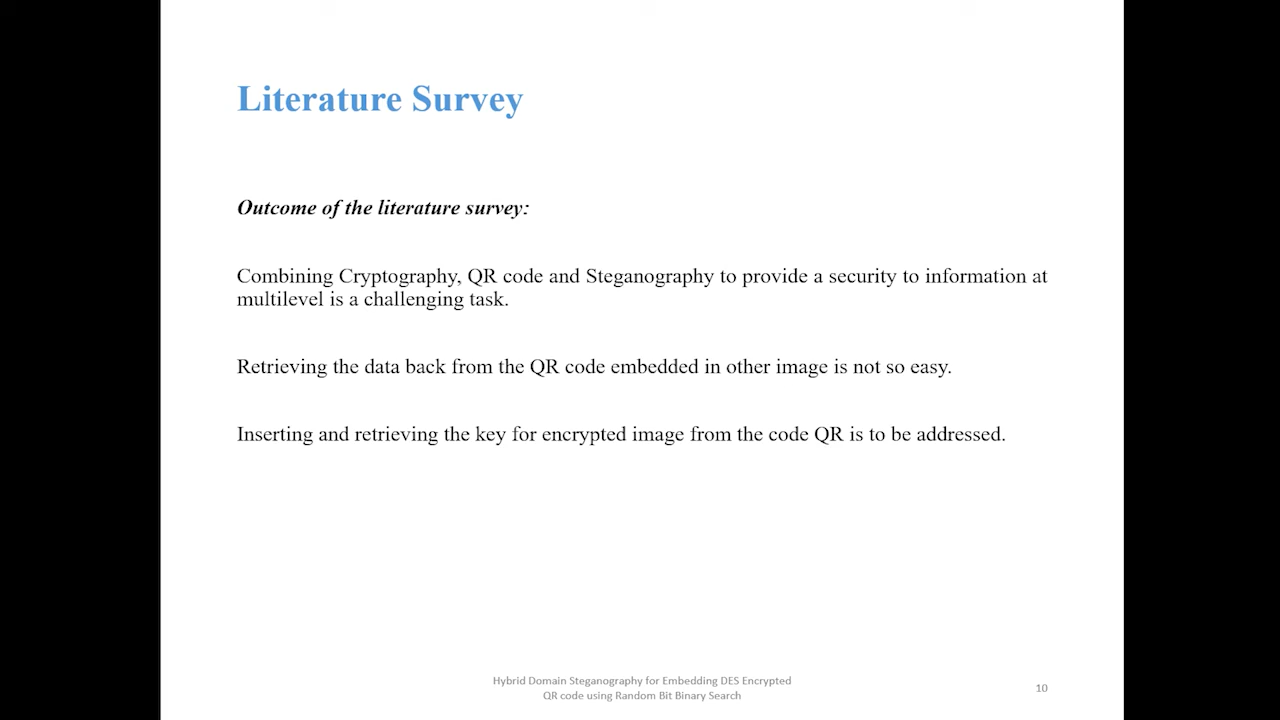 Literature Survey
Outcome of the literature survey:
Combining Cryptography, QR code and Steganography to provide a security to information at
multilevel is a challenging task.
Retrieving the data back from the QR code embedded in other image is not so easy.
Inserting and retrieving the key for encrypted image from the code QR is to be addressed.
Hybrid Domain Steganography for Embedding DES Encrypted
QR code using Random Bit Binary Search
10